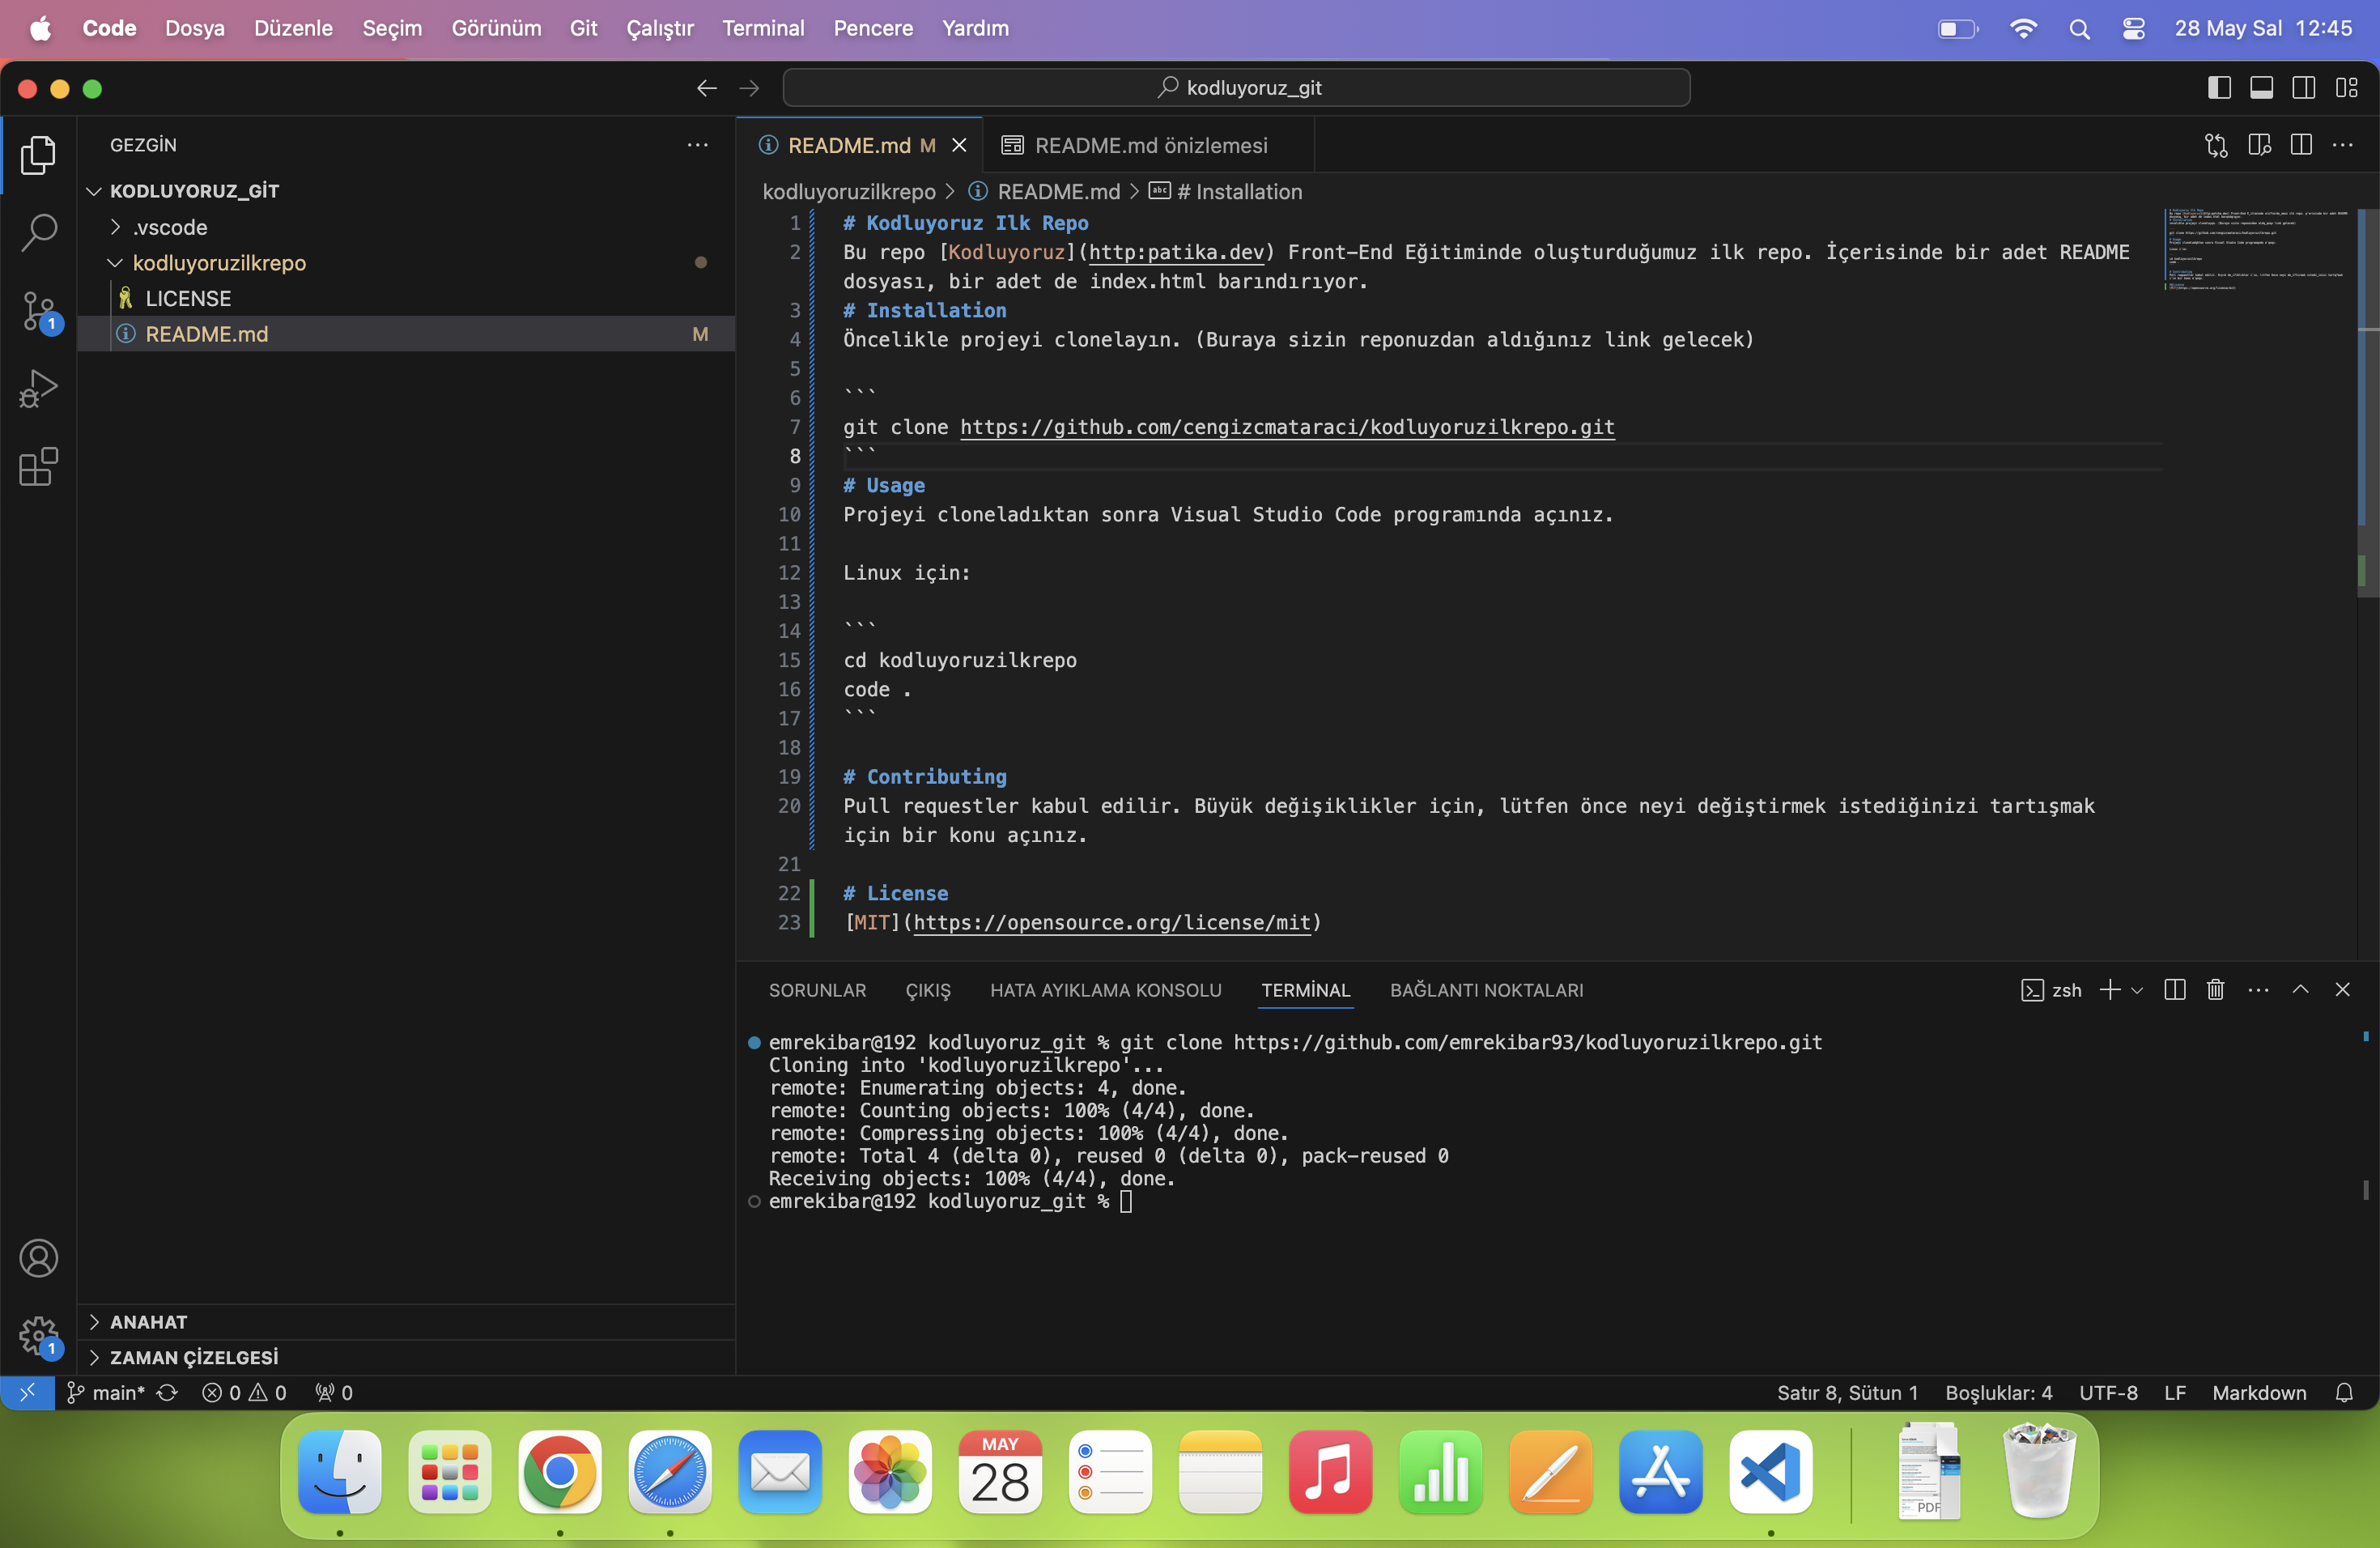 Code Dosya Düzenle Seçim Görünüm Git Çalıştır Terminal Pencere Yardım 28 May Sal 12:45
kodluyoruz_git
GEZGİN
KODLUYORUZ_GİT
.vscode
kodluyoruzilkrepo
LICENSE
README.md M
1
README.md M README.md önizlemesi
kodluyoruzilkrepo > README.md > abc # Installation
1 # Kodluyoruz Ilk Repo
2 Bu repo [Kodluyoruz](http:patika.dev) Front-End Eğitiminde oluşturduğumuz ilk repo. İçerisinde bir adet README
dosyası, bir adet de index.html barındırıyor.
3 # Installation
4 Öncelikle projeyi clonelayın. (Buraya sizin reponuzdan aldığınız link gelecek)
5
6 ```
7 git clone https://github.com/cengizcmataraci/kodluyoruzilkrepo.git
8 ```
9 # Usage
10 Projeyi cloneladıktan sonra Visual Studio Code programında açınız.
11
12 Linux için:
13
14 ```
15 cd kodluyoruzilkrepo
16 code .
17 ```
18
19 # Contributing
20 Pull requestler kabul edilir. Büyük değişiklikler için, lütfen önce neyi değiştirmek istediğinizi tartışmak
için bir konu açınız.
21
22 # License
23 [MIT](https://opensource.org/license/mit)
SORUNLAR ÇIKIŞ HATA AYIKLAMA KONSOLU TERMİNAL BAĞLANTI NOKTALARI zsh
emrekibar@192 kodluyoruz_git % git clone https://github.com/emrekibar93/kodluyoruzilkrepo.git
Cloning into 'kodluyoruzilkrepo'...
remote: Enumerating objects: 4, done.
remote: Counting objects: 100% (4/4), done.
remote: Compressing objects: 100% (4/4), done.
remote: Total 4 (delta 0), reused 0 (delta 0), pack-reused 0
Receiving objects: 100% (4/4), done.
emrekibar@192 kodluyoruz_git %
ANAHAT
ZAMAN ÇİZELGESİ
1
main* 0 0 0 Satır 8, Sütun 1 Boşluklar: 4 UTF-8 LF Markdown
MAY
28
PDF